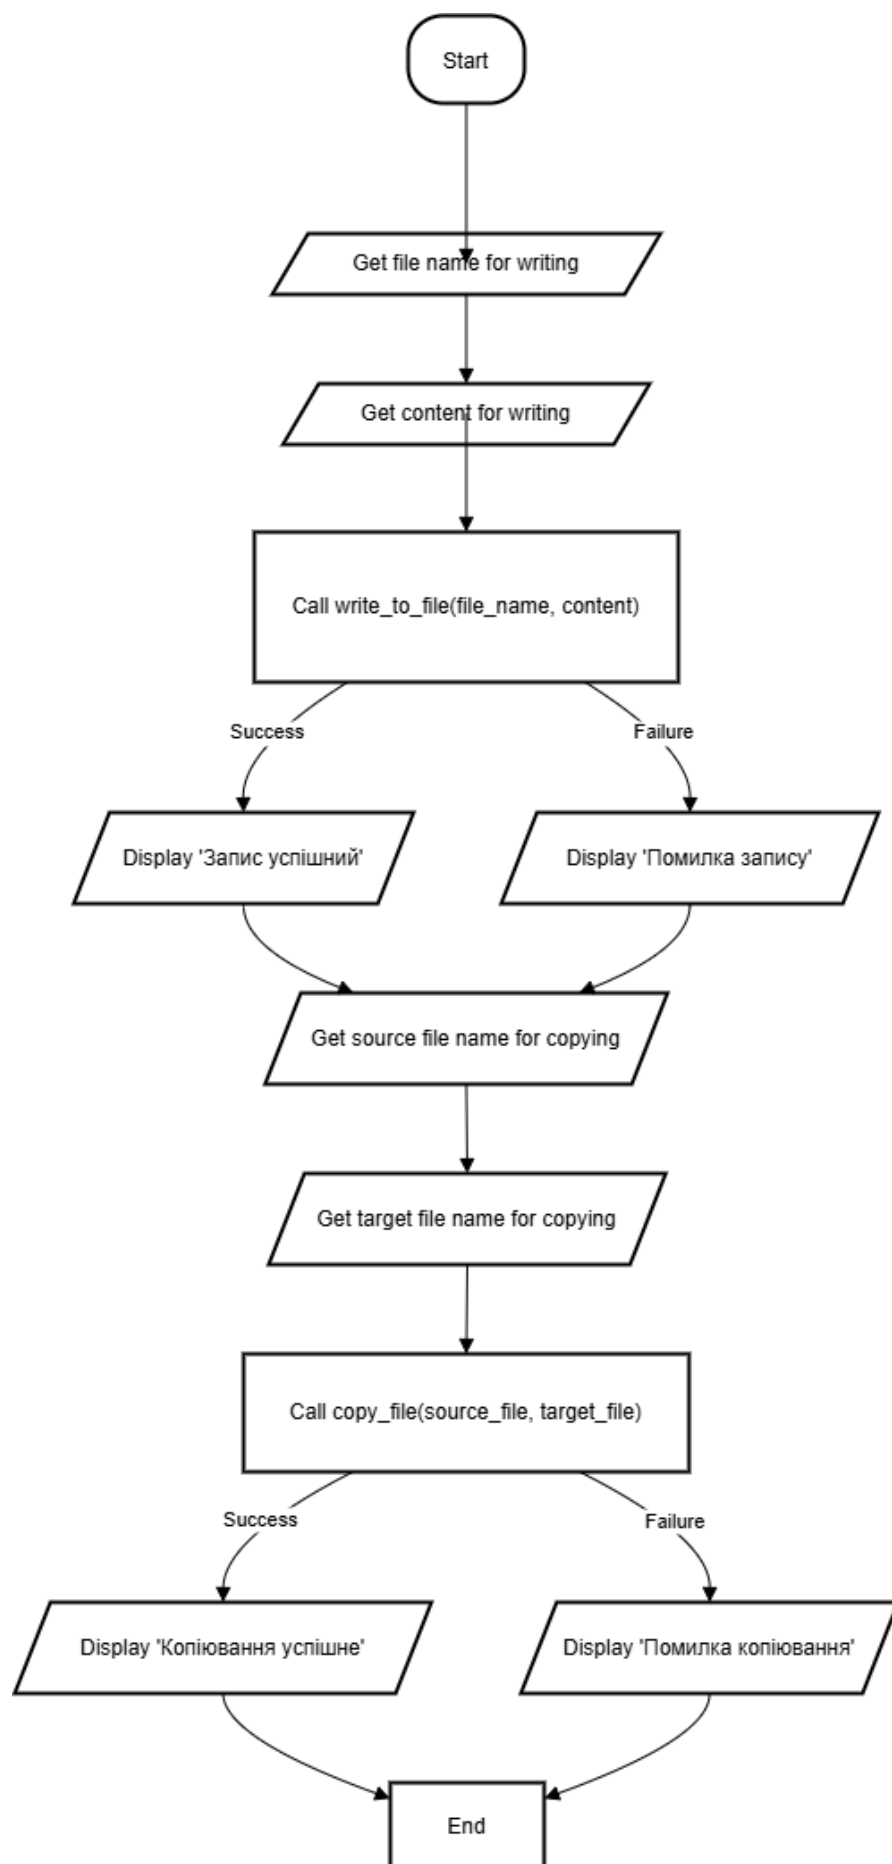 Start
Get file name for writing
Get content for writing
Call write_to_file(file_name, content)
Success
Failure
Display 'Запис успішний'
Display 'Помилка запису'
Get source file name for copying
Get target file name for copying
Call copy_file(source_file, target_file)
Success
Failure
Display 'Копіювання успішне'
Display 'Помилка копіювання'
End